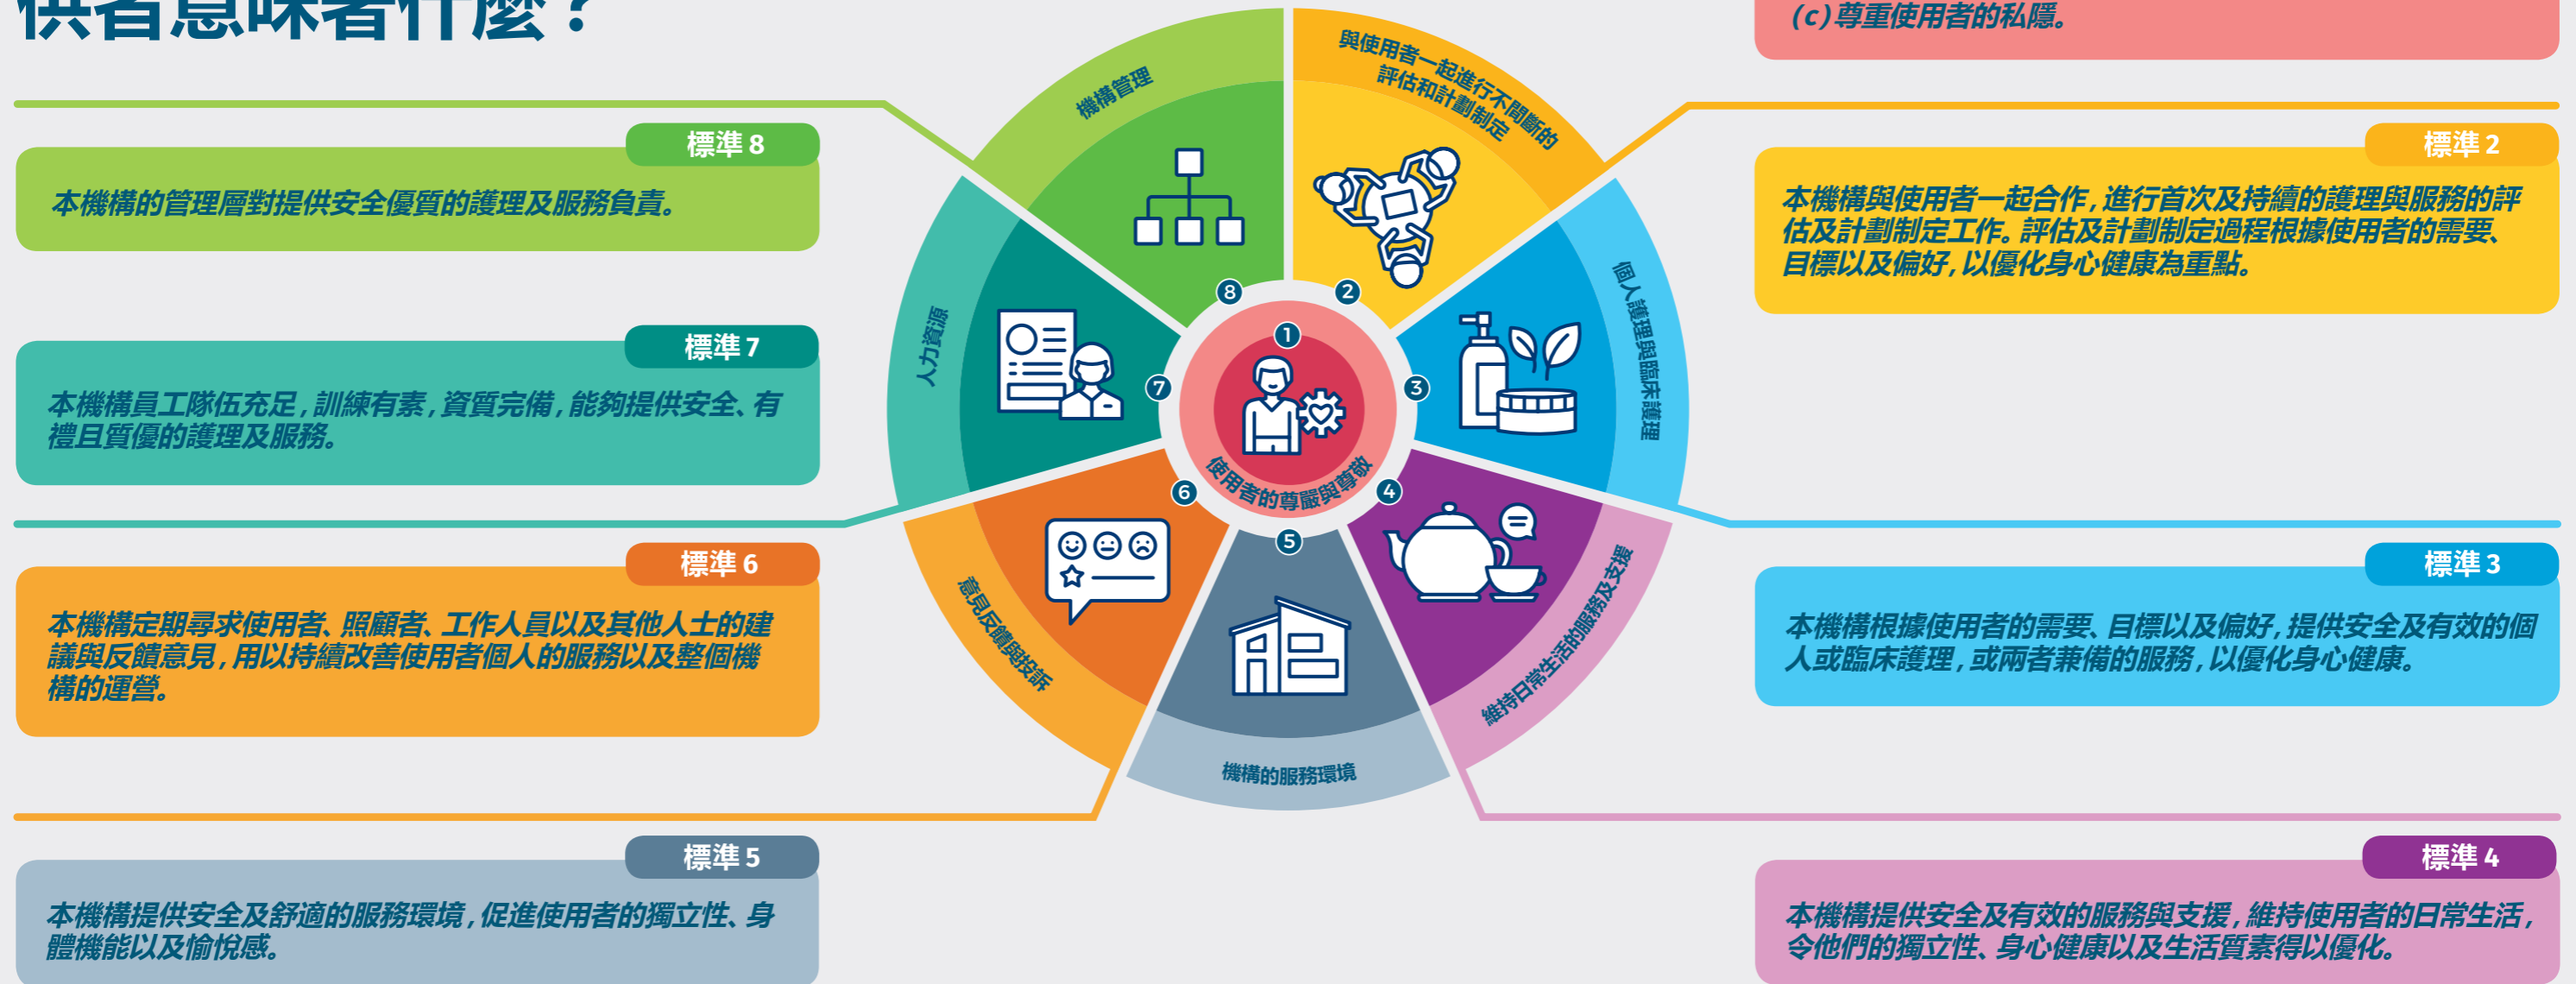 供者意味著什麼？
(c)尊重使用者的私隱。
標準 8
本機構的管理層對提供安全優質的護理及服務負責。
標準 7
本機構員工隊伍充足，訓練有素，資質完備，能夠提供安全、有
禮且質優的護理及服務。
標準 6
本機構定期尋求使用者、照顧者、工作人員以及其他人士的建
議與反饋意見，用以持續改善使用者個人的服務以及整個機
構的運營。
標準 5
本機構提供安全及舒適的服務環境，促進使用者的獨立性、身
體機能以及愉悅感。
機構管理
與使用者一起進行不間斷的
評估和計劃制定
人力資源
個人護理與臨床護理
意見反饋與投訴
維持日常生活的服務及支援
機構的服務環境
使用者的尊嚴與尊敬
1
2
3
4
5
6
7
8
標準 2
本機構與使用者一起合作，進行首次及持續的護理與服務的評
估及計劃制定工作。評估及計劃制定過程根據使用者的需要、
目標以及偏好，以優化身心健康為重點。
標準 3
本機構根據使用者的需要、目標以及偏好，提供安全及有效的個
人或臨床護理，或兩者兼備的服務，以優化身心健康。
標準 4
本機構提供安全及有效的服務與支援，維持使用者的日常生活，
令他們的獨立性、身心健康以及生活質素得以優化。